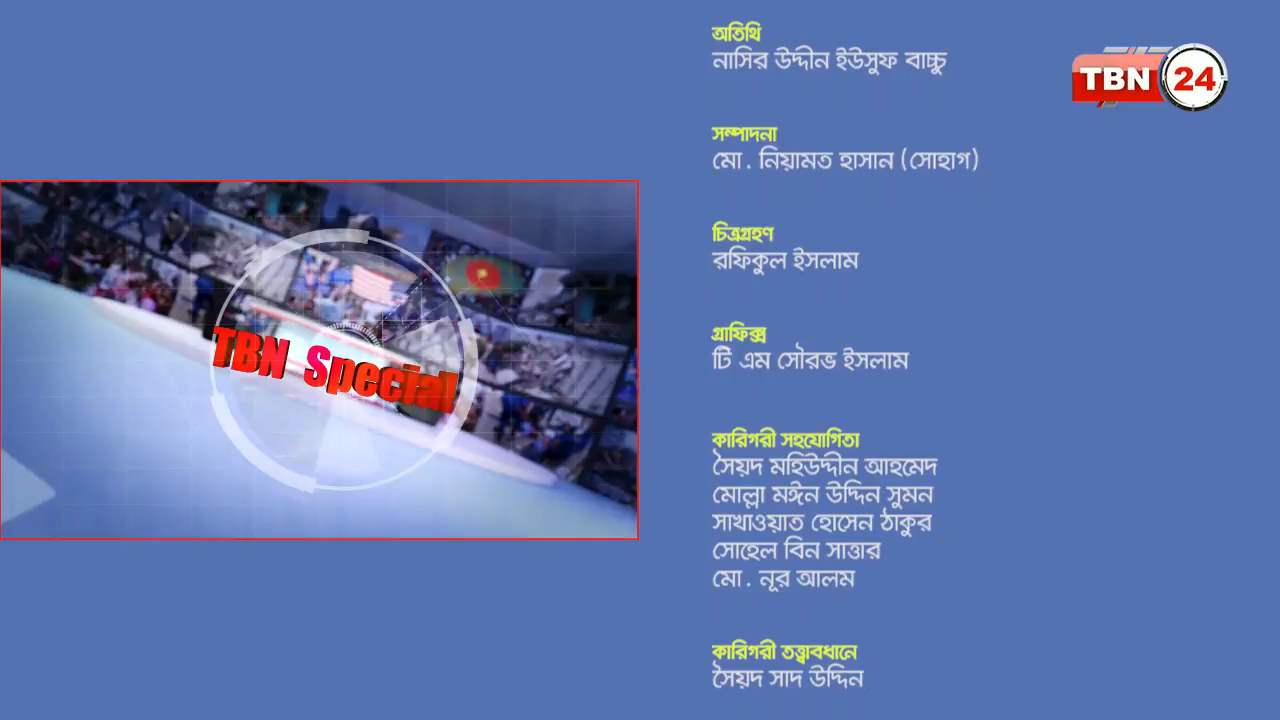 TBN Special
অতিথি
নাসির উদ্দীন ইউসুফ বাচ্চু
সম্পাদনা
মো. নিয়ামত হাসান (সোহাগ)
চিত্রগ্রহণ
রফিকুল ইসলাম
গ্রাফিক্স
টি এম সৌরভ ইসলাম
কারিগরী সহযোগিতা
সৈয়দ মহিউদ্দীন আহমেদ
মোল্লা মঈন উদ্দিন সুমন
সাখাওয়াত হোসেন ঠাকুর
সোহেল বিন সাত্তার
মো. নূর আলম
কারিগরী তত্ত্বাবধানে
সৈয়দ সাদ উদ্দিন
TBN 24